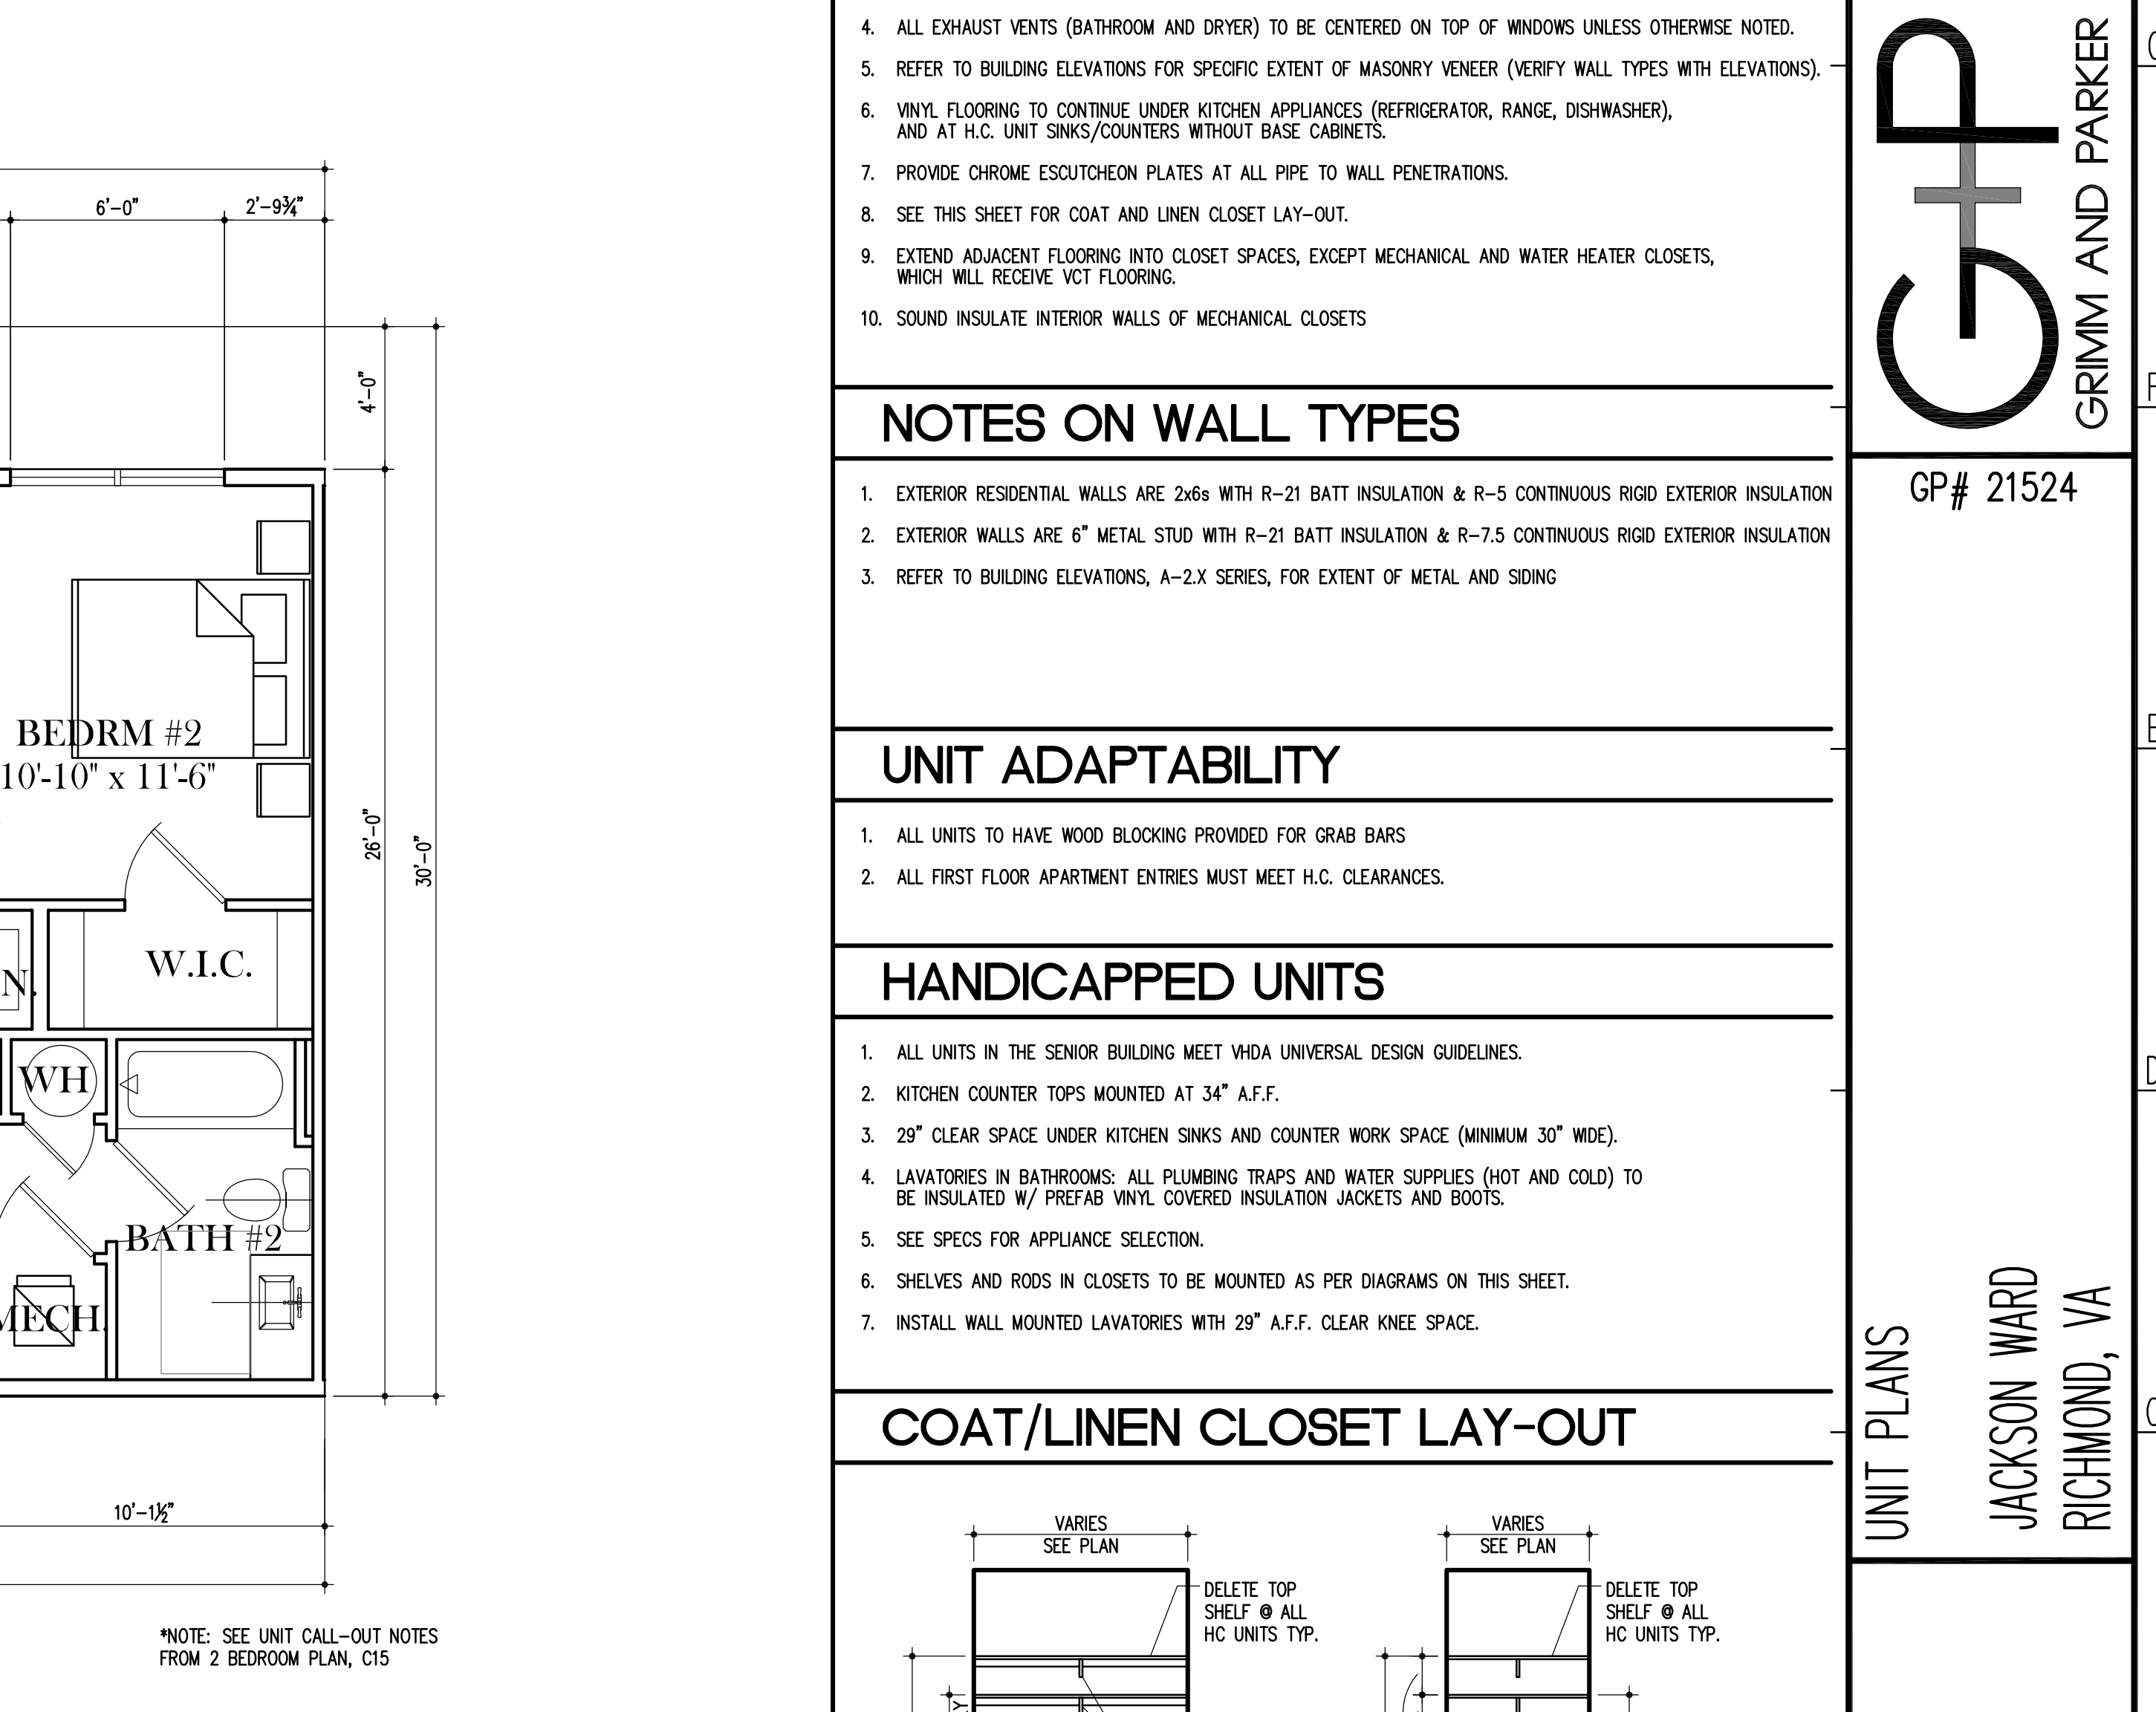 6'-0"
2'-9¾"
4'-0"
BEDRM #2
10'-10" x 11'-6"
26'-0"
30'-0"
W.I.C.
WH
BATH #2
MECH.
10'-1½"
*NOTE: SEE UNIT CALL-OUT NOTES
FROM 2 BEDROOM PLAN, C15
4. ALL EXHAUST VENTS (BATHROOM AND DRYER) TO BE CENTERED ON TOP OF WINDOWS UNLESS OTHERWISE NOTED.
5. REFER TO BUILDING ELEVATIONS FOR SPECIFIC EXTENT OF MASONRY VENEER (VERIFY WALL TYPES WITH ELEVATIONS).
6. VINYL FLOORING TO CONTINUE UNDER KITCHEN APPLIANCES (REFRIGERATOR, RANGE, DISHWASHER),
AND AT H.C. UNIT SINKS/COUNTERS WITHOUT BASE CABINETS.
7. PROVIDE CHROME ESCUTCHEON PLATES AT ALL PIPE TO WALL PENETRATIONS.
8. SEE THIS SHEET FOR COAT AND LINEN CLOSET LAY-OUT.
9. EXTEND ADJACENT FLOORING INTO CLOSET SPACES, EXCEPT MECHANICAL AND WATER HEATER CLOSETS,
WHICH WILL RECEIVE VCT FLOORING.
10. SOUND INSULATE INTERIOR WALLS OF MECHANICAL CLOSETS
NOTES ON WALL TYPES
1. EXTERIOR RESIDENTIAL WALLS ARE 2x6s WITH R-21 BATT INSULATION & R-5 CONTINUOUS RIGID EXTERIOR INSULATION
2. EXTERIOR WALLS ARE 6" METAL STUD WITH R-21 BATT INSULATION & R-7.5 CONTINUOUS RIGID EXTERIOR INSULATION
3. REFER TO BUILDING ELEVATIONS, A-2.X SERIES, FOR EXTENT OF METAL AND SIDING
UNIT ADAPTABILITY
1. ALL UNITS TO HAVE WOOD BLOCKING PROVIDED FOR GRAB BARS
2. ALL FIRST FLOOR APARTMENT ENTRIES MUST MEET H.C. CLEARANCES.
HANDICAPPED UNITS
1. ALL UNITS IN THE SENIOR BUILDING MEET VHDA UNIVERSAL DESIGN GUIDELINES.
2. KITCHEN COUNTER TOPS MOUNTED AT 34" A.F.F.
3. 29" CLEAR SPACE UNDER KITCHEN SINKS AND COUNTER WORK SPACE (MINIMUM 30" WIDE).
4. LAVATORIES IN BATHROOMS: ALL PLUMBING TRAPS AND WATER SUPPLIES (HOT AND COLD) TO
BE INSULATED W/ PREFAB VINYL COVERED INSULATION JACKETS AND BOOTS.
5. SEE SPECS FOR APPLIANCE SELECTION.
6. SHELVES AND RODS IN CLOSETS TO BE MOUNTED AS PER DIAGRAMS ON THIS SHEET.
7. INSTALL WALL MOUNTED LAVATORIES WITH 29" A.F.F. CLEAR KNEE SPACE.
COAT/LINEN CLOSET LAY-OUT
VARIES
SEE PLAN
DELETE TOP
SHELF @ ALL
HC UNITS TYP.
VARIES
SEE PLAN
DELETE TOP
SHELF @ ALL
HC UNITS TYP.
G+P
GRIMM AND PARKER
GP# 21524
UNIT PLANS
JACKSON WARD
RICHMOND, VA